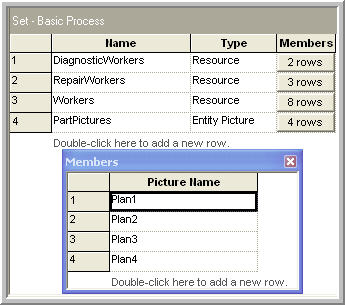 Set - Basic Process
Name Type Members
1 DiagnosticWorkers Resource 2 rows
2 RepairWorkers Resource 3 rows
3 Workers Resource 8 rows
4 PartPictures Entity Picture 4 rows
Double-click here to add a new row.
Members
Picture Name
1 Plan1
2 Plan2
3 Plan3
4 Plan4
Double-click here to add a new row.